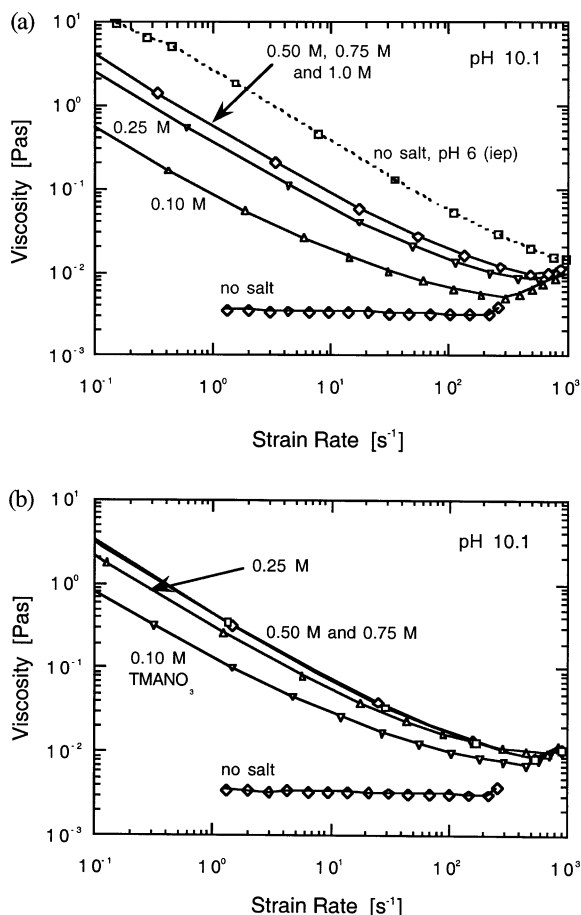 (a)
10¹
10⁰
10⁻¹
10⁻²
10⁻³
Viscosity [Pas]
0.50 M, 0.75 M
and 1.0 M
pH 10.1
0.25 M
no salt, pH 6 (iep)
0.10 M
no salt
10⁻¹ 10⁰ 10¹ 10² 10³
Strain Rate [s⁻¹]
(b)
10¹
10⁰
10⁻¹
10⁻²
10⁻³
Viscosity [Pas]
pH 10.1
0.25 M
0.50 M and 0.75 M
0.10 M
TMANO₃
no salt
10⁻¹ 10⁰ 10¹ 10² 10³
Strain Rate [s⁻¹]